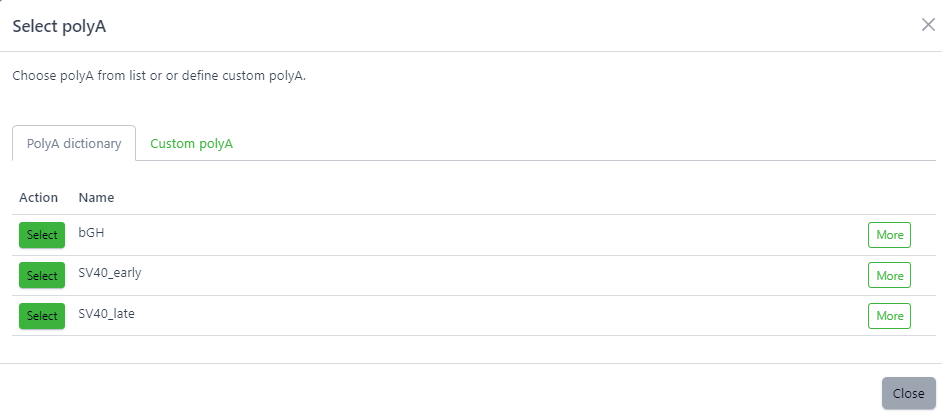 Select polyA
Choose polyA from list or or define custom polyA.
PolyA dictionary Custom polyA
Action Name
Select bGH More
Select SV40_early More
Select SV40_late More
Close